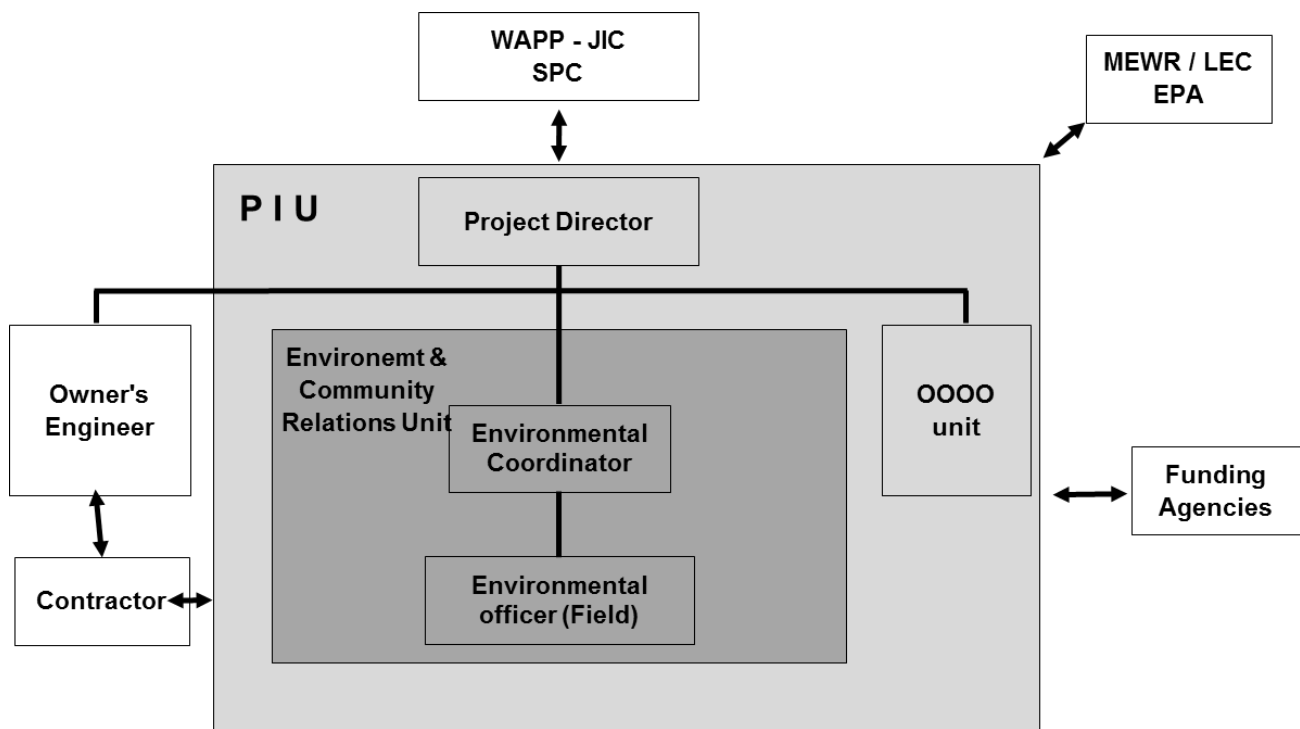 WAPP - JIC
SPC
MEWR / LEC
EPA
P I U
Project Director
Owner's
Engineer
Environemt &
Community
Relations Unit
Environmental
Coordinator
OOOO
unit
Funding
Agencies
Contractor
Environmental
officer (Field)